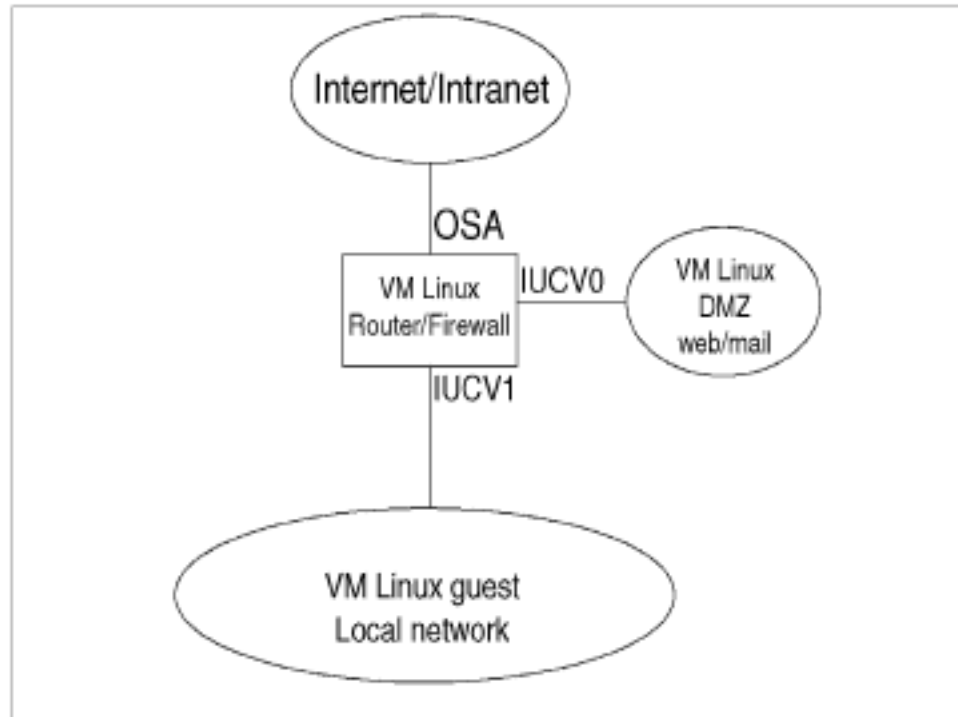 Internet/Intranet
OSA
VM Linux
Router/Firewall
IUCV0
VM Linux
DMZ
web/mail
IUCV1
VM Linux guest
Local network